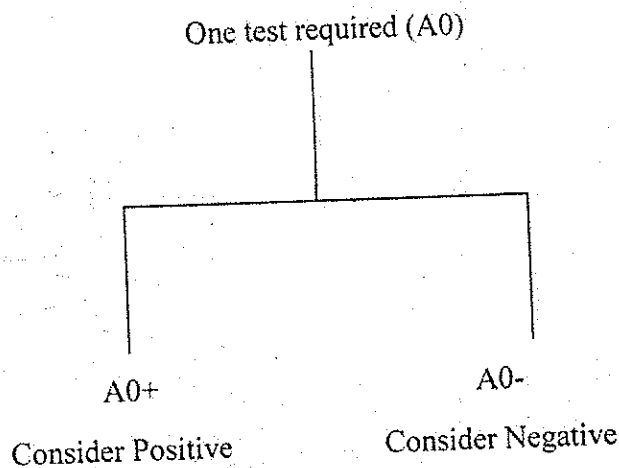 One test required (A0)
A0+
A0-
Consider Positive
Consider Negative